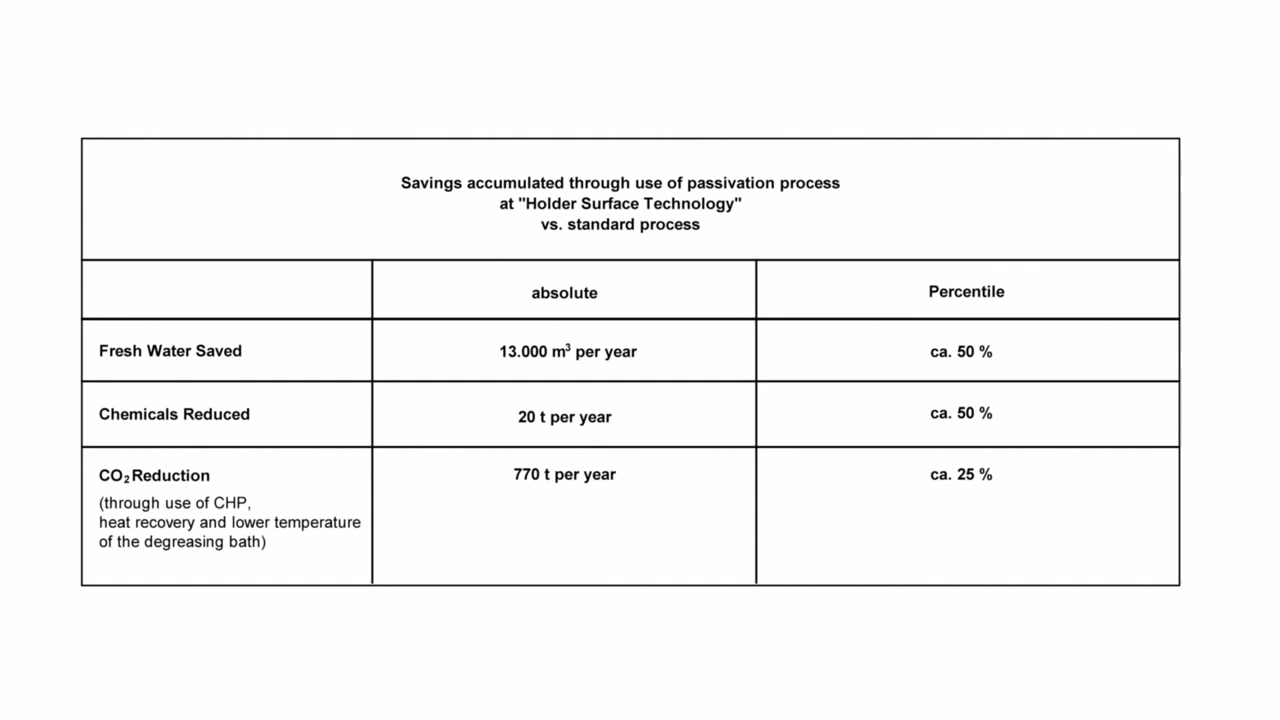 Savings accumulated through use of passivation process
at "Holder Surface Technology"
vs. standard process
absolute
Percentile
Fresh Water Saved
13.000 m³ per year
ca. 50 %
Chemicals Reduced
20 t per year
ca. 50 %
CO₂ Reduction
770 t per year
ca. 25 %
(through use of CHP,
heat recovery and lower temperature
of the degreasing bath)